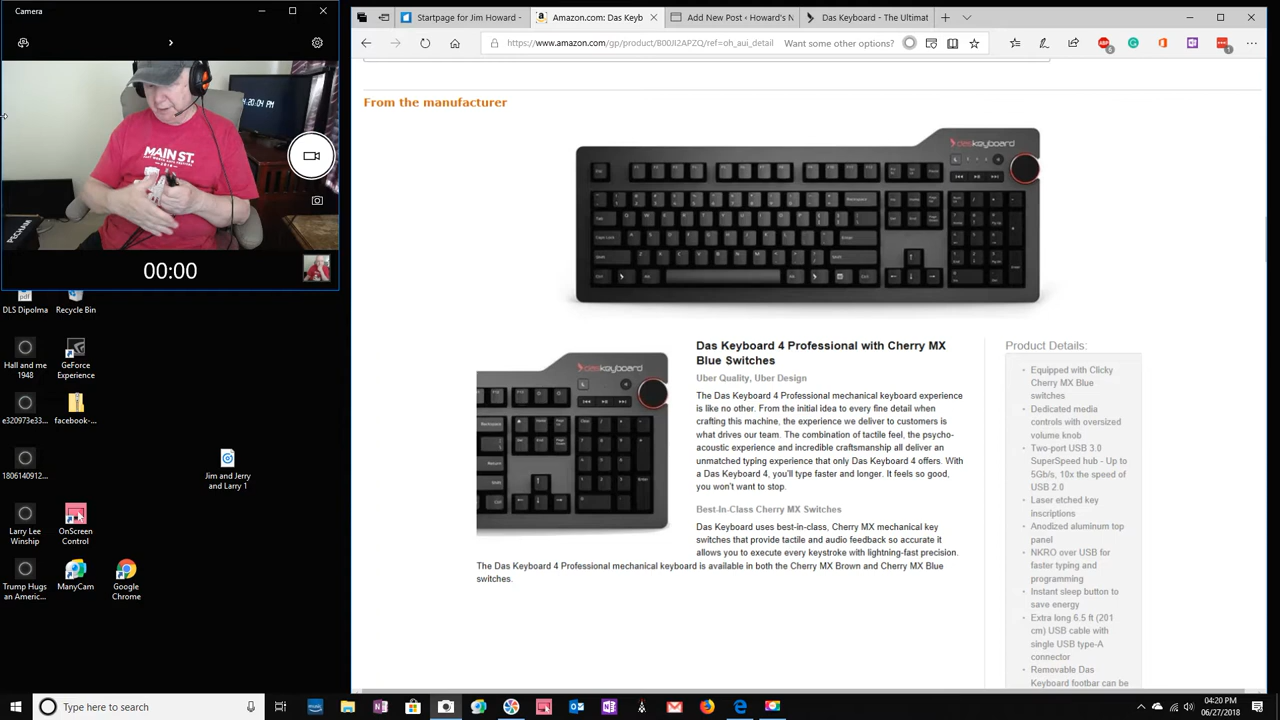 Camera
4:20:04 PM
MAIN ST.
00:00
DLS Dipolma
Recycle Bin
Hall and me
1948
GeForce
Experience
e320973e33...
facebook-...
1806140912...
Jim and Jerry
and Larry 1
Larry Lee
Winship
OnScreen
Control
Trump Hugs
an Americ...
ManyCam
Google
Chrome
Startpage for Jim Howard -
Amazon.com: Das Keyb
Add New Post ‹ Howard's N
Das Keyboard - The Ultimat
https://www.amazon.com/gp/product/B00JI2APZQ/ref=oh_aui_detail
Want some other options?
From the manufacturer
daskeyboard
daskeyboard
Das Keyboard 4 Professional with Cherry MX
Blue Switches
Uber Quality, Uber Design
The Das Keyboard 4 Professional mechanical keyboard experience
is like no other. From the initial idea to every fine detail when
crafting this machine, the experience we deliver to customers is
what drives our team. The combination of tactile feel, the psycho-
acoustic experience and incredible craftsmanship all deliver an
unmatched typing experience that only Das Keyboard 4 offers. With
a Das Keyboard 4, you'll type faster and longer. It feels so good,
you won't want to stop.
Best-In-Class Cherry MX Switches
Das Keyboard uses best-in-class, Cherry MX mechanical key
switches that provide tactile and audio feedback so accurate it
allows you to execute every keystroke with lightning-fast precision.
The Das Keyboard 4 Professional mechanical keyboard is available in both the Cherry MX Brown and Cherry MX Blue
switches.
Product Details:
Equipped with Clicky
Cherry MX Blue
switches
Dedicated media
controls with oversized
volume knob
Two-port USB 3.0
SuperSpeed hub - Up to
5Gb/s, 10x the speed of
USB 2.0
Laser etched key
inscriptions
Anodized aluminum top
panel
NKRO over USB for
faster typing and
programming
Instant sleep button to
save energy
Extra long 6.5 ft (201
cm) USB cable with
single USB type-A
connector
Removable Das
Keyboard footbar can be
Type here to search
04:20 PM
06/27/2018